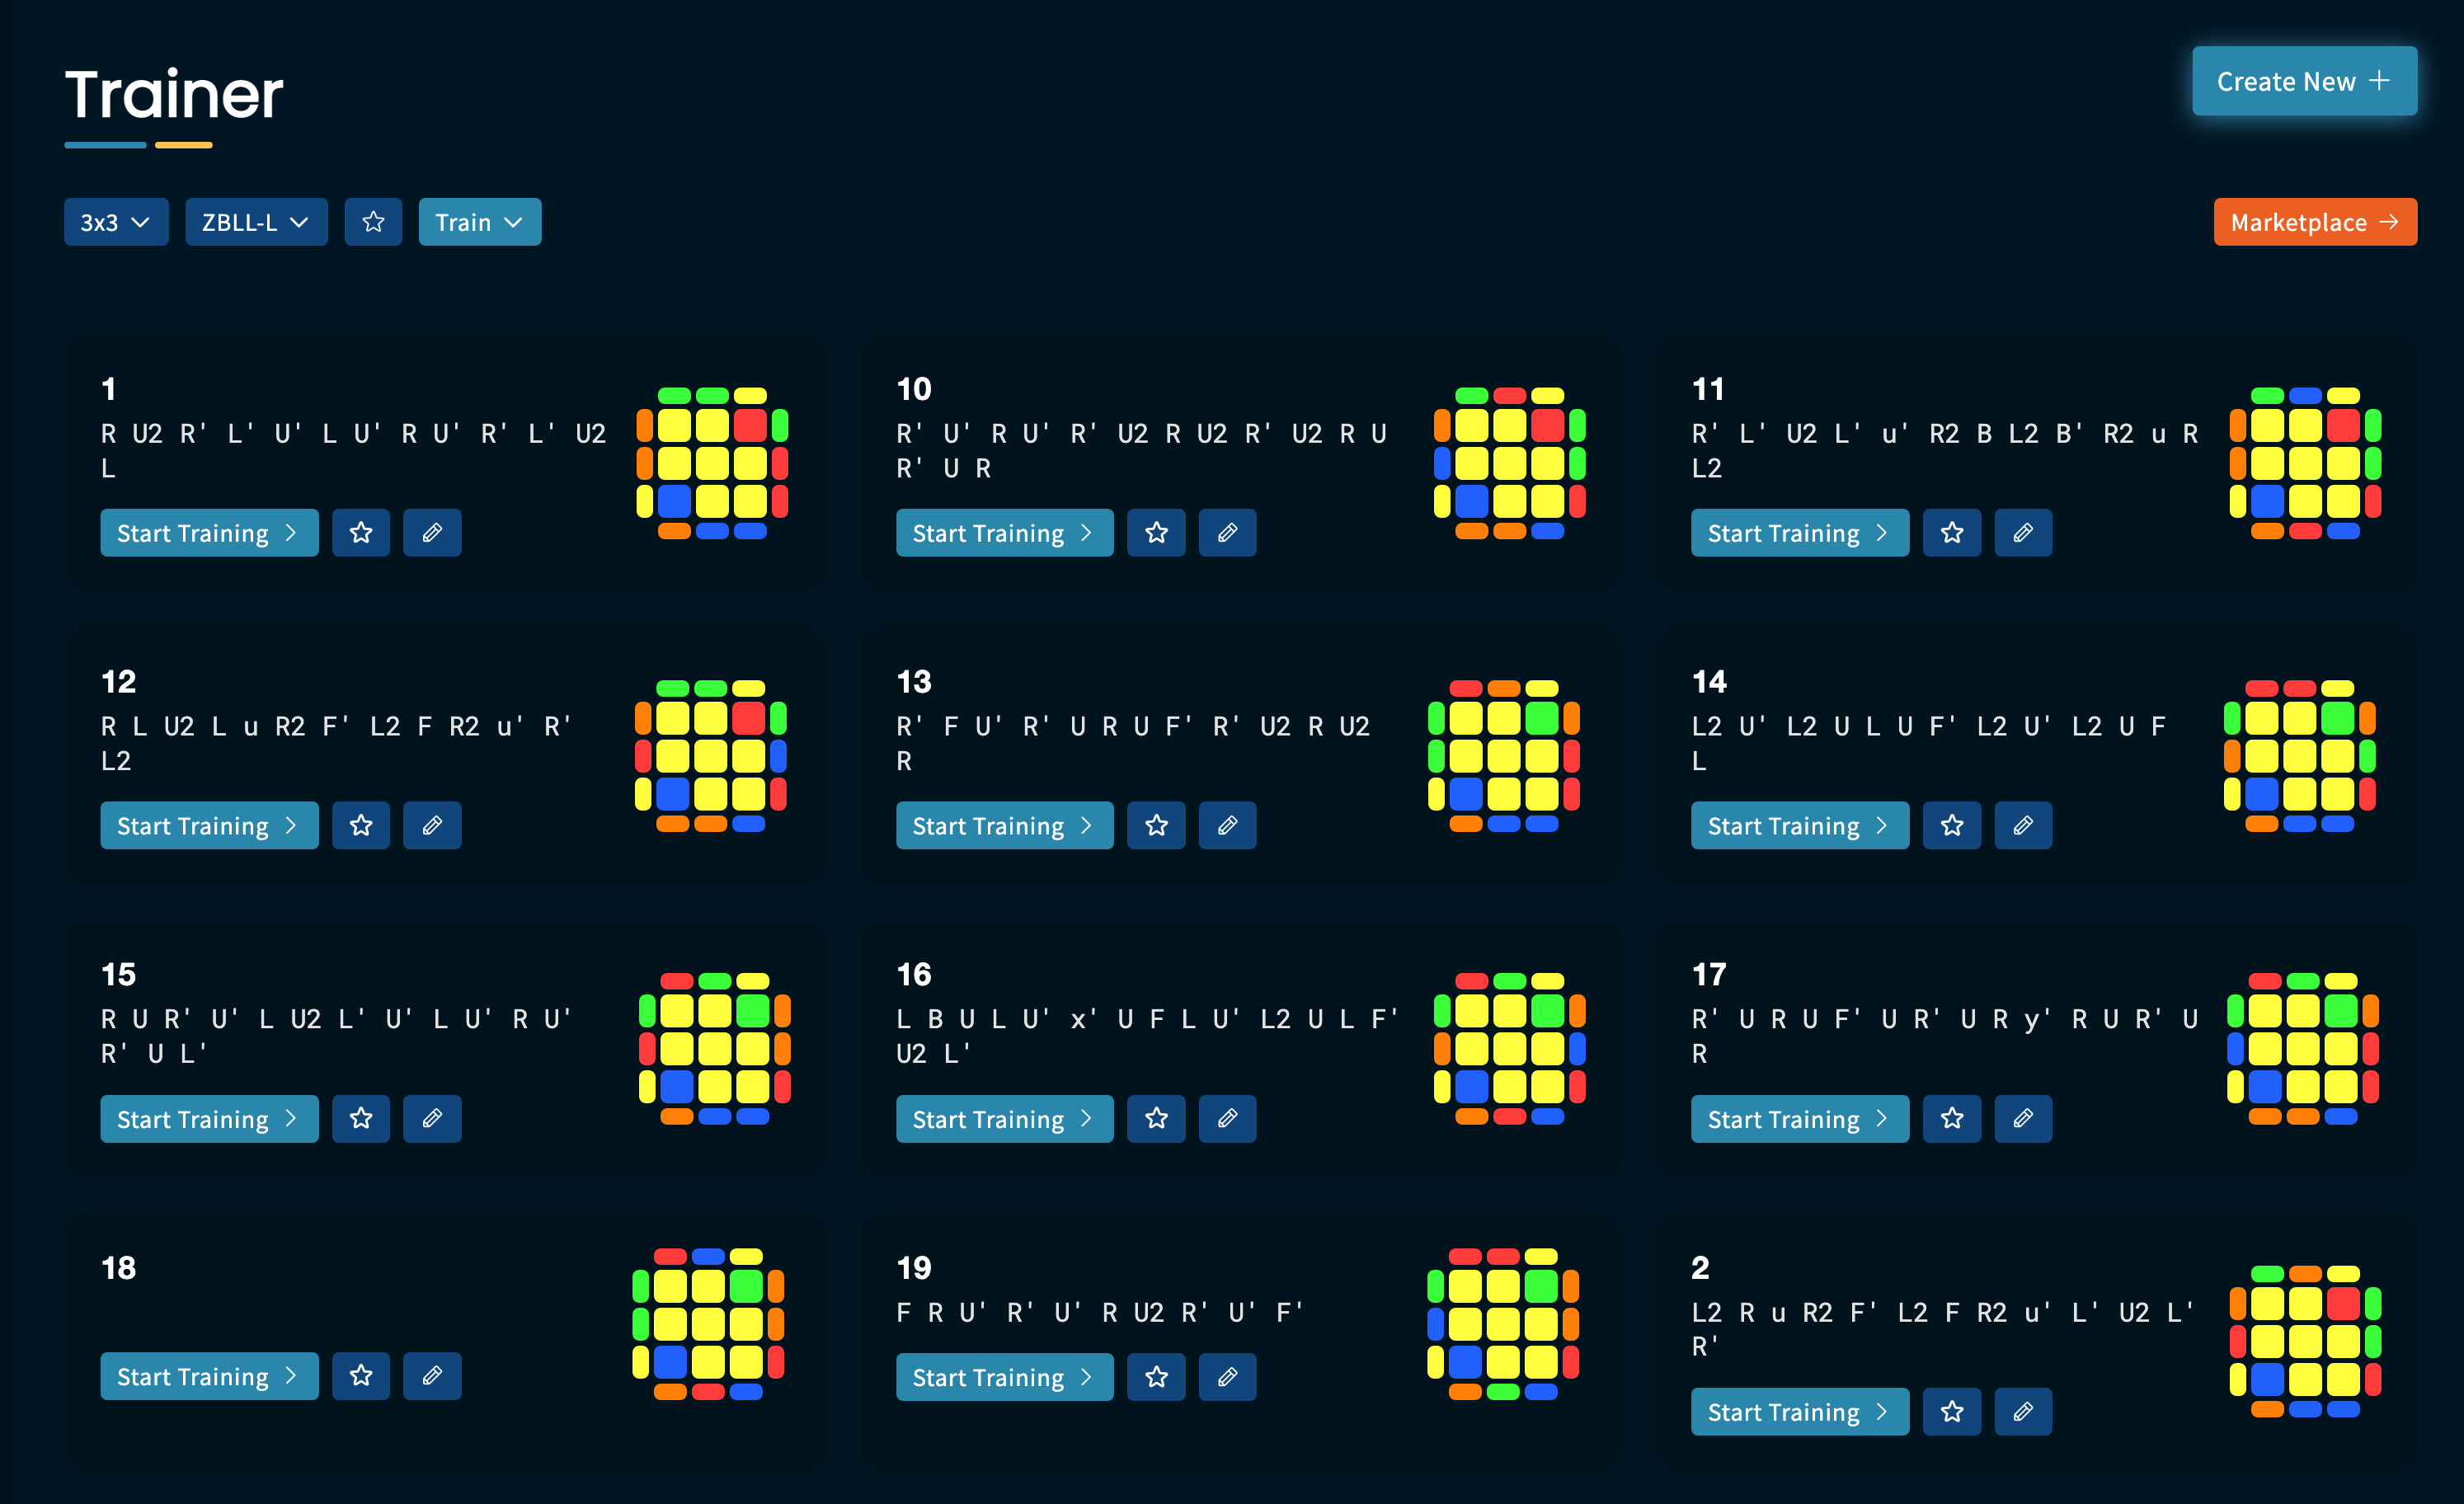 Trainer
Create New +
3x3
ZBLL-L
Train
Marketplace →
1
R U2 R' L' U' L U' R U' R' L' U2
L
Start Training >
10
R' U' R U' R' U2 R U2 R' U2 R U
R' U R
Start Training >
11
R' L' U2 L' u' R2 B L2 B' R2 u R
L2
Start Training >
12
R L U2 L u R2 F' L2 F R2 u' R'
L2
Start Training >
13
R' F U' R' U R U F' R' U2 R U2
R
Start Training >
14
L2 U' L2 U L U F' L2 U' L2 U F
L
Start Training >
15
R U R' U' L U2 L' U' L U' R U'
R' U L'
Start Training >
16
L B U L U' x' U F L U' L2 U L F'
U2 L'
Start Training >
17
R' U R U F' U R' U R y' R U R' U
R
Start Training >
18
Start Training >
19
F R U' R' U' R U2 R' U' F'
Start Training >
2
L2 R u R2 F' L2 F R2 u' L' U2 L'
R'
Start Training >